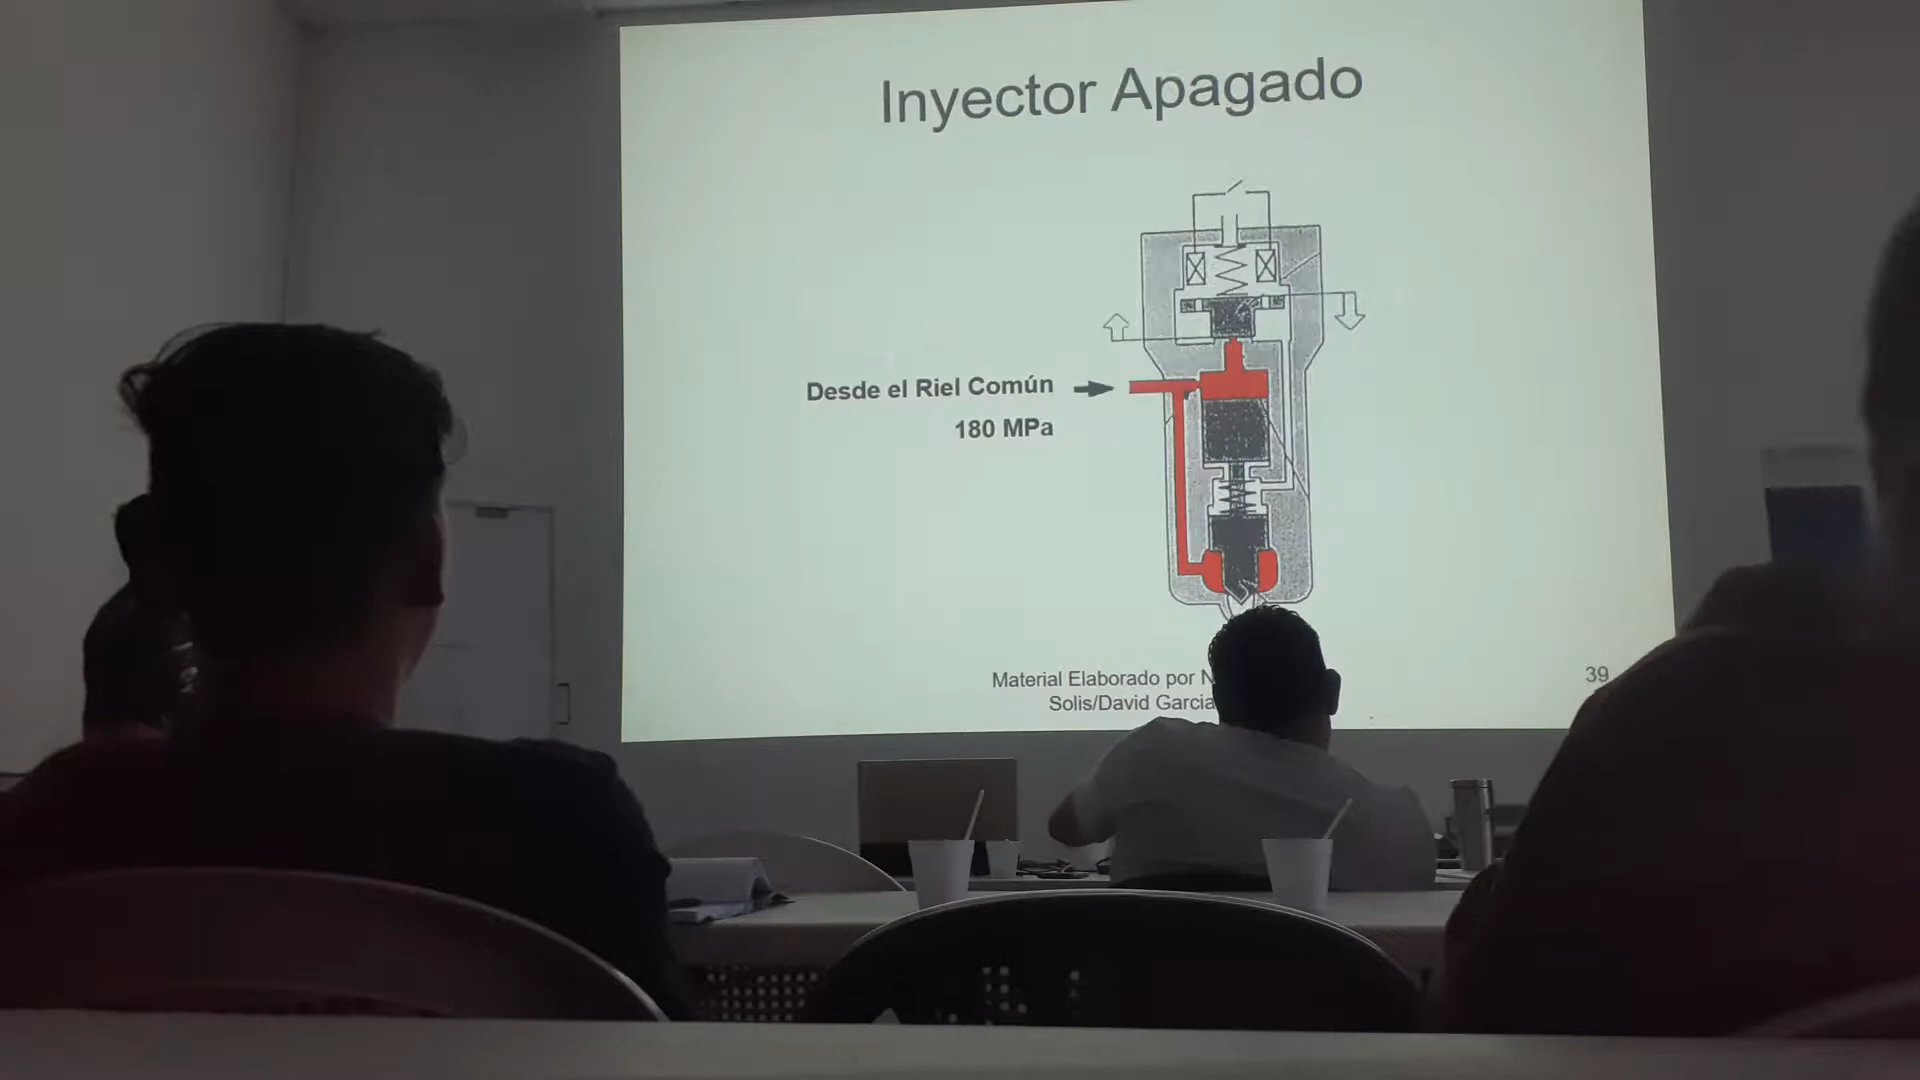 Inyector Apagado
Desde el Riel Común
180 MPa
Material Elaborado por
Solis/David Garcia
39